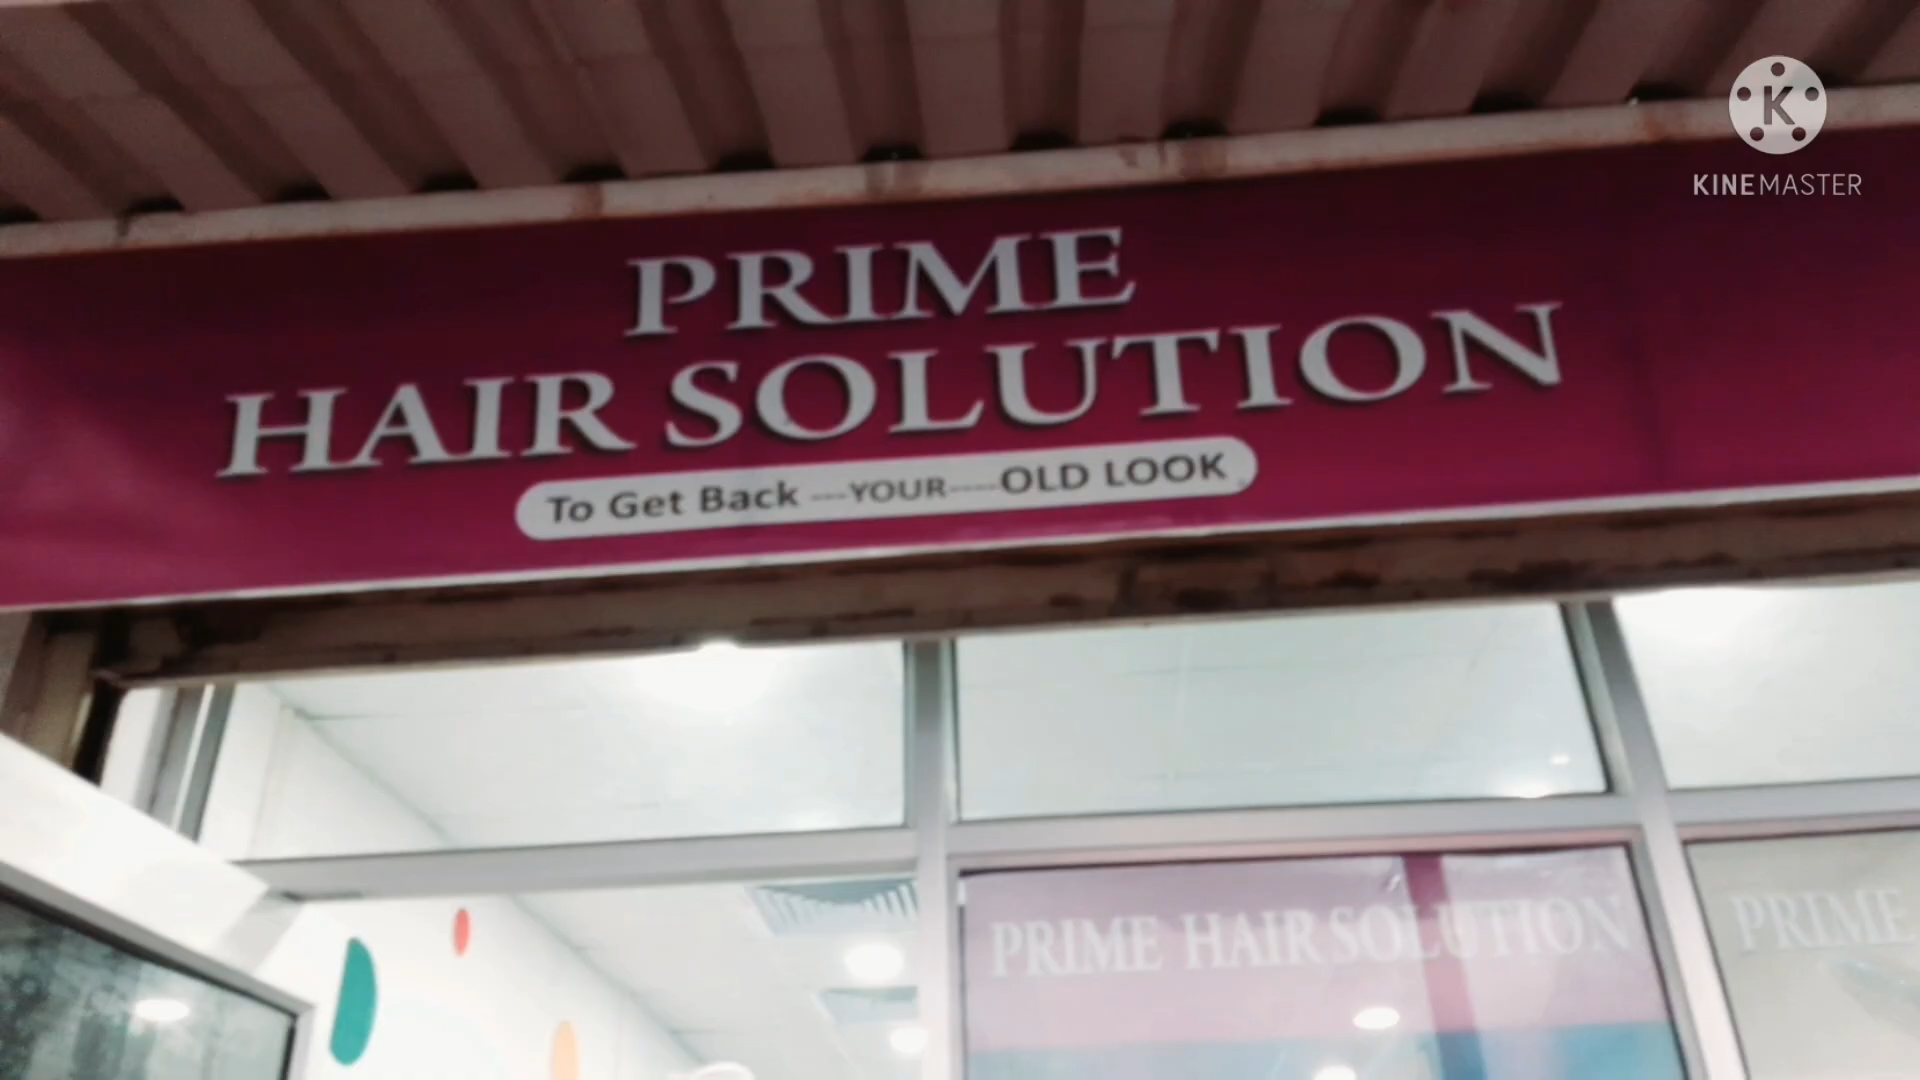 K
KINEMASTER
PRIME
HAIR SOLUTION
To Get Back ---YOUR----OLD LOOK
PRIME HAIR SOLUTION
PRIME